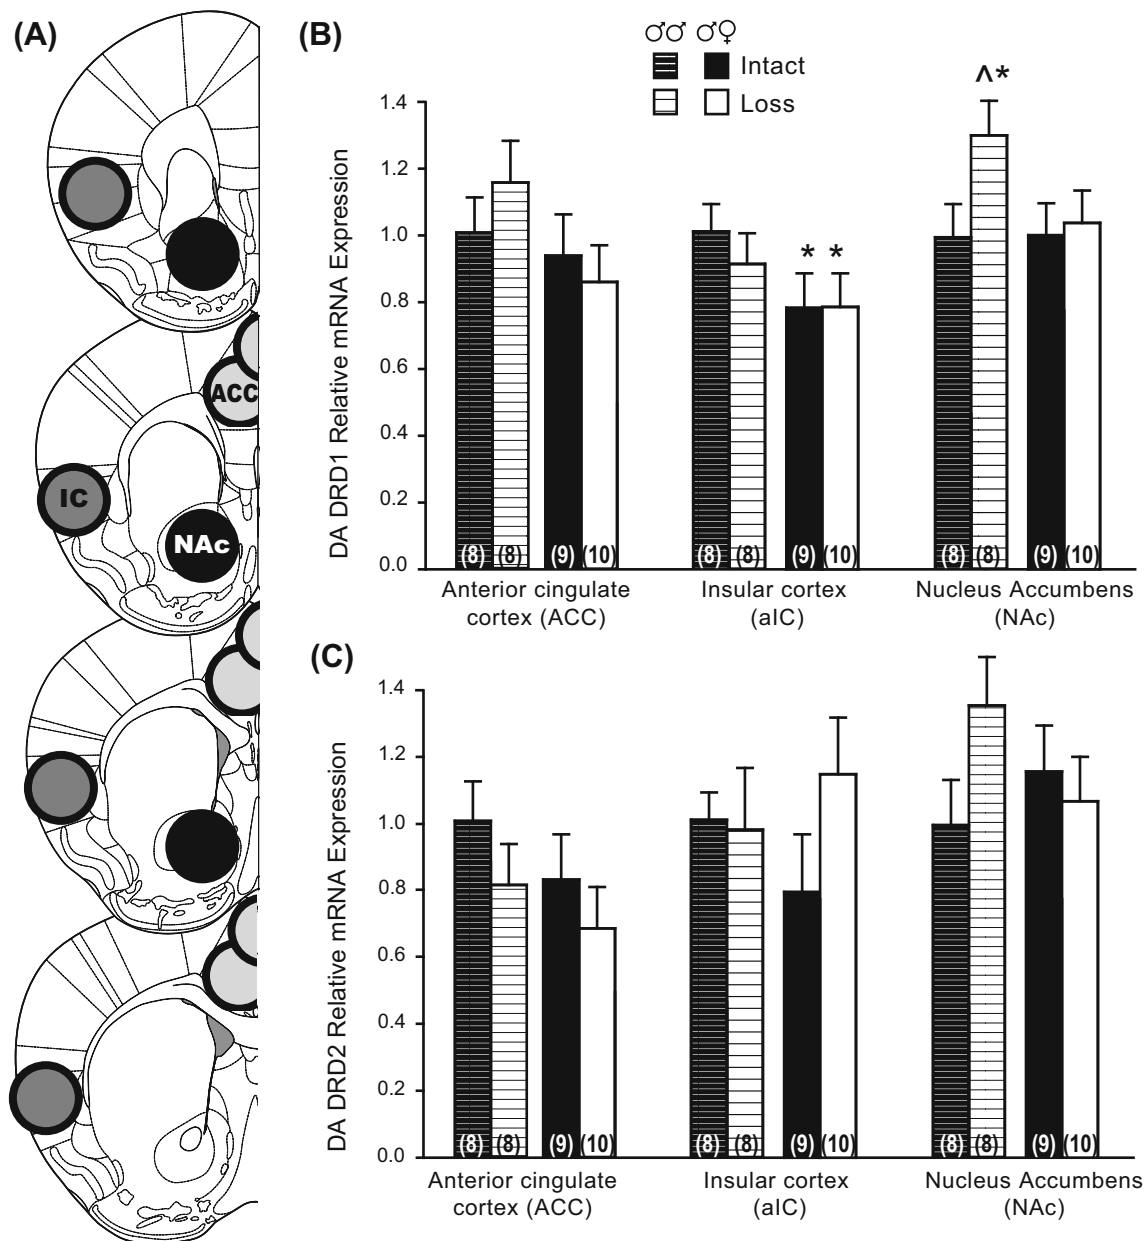 (A)
ACC
IC
NAc
(B)
♂♂ ♂♀
Intact
Loss
DA DRD1 Relative mRNA Expression
1.4
1.2
1.0
0.8
0.6
0.4
0.2
0.0
* *
^*
(8) (8) (9) (10)
(8) (8) (9) (10)
(8) (8) (9) (10)
Anterior cingulate
cortex (ACC)
Insular cortex
(aIC)
Nucleus Accumbens
(NAc)
(C)
DA DRD2 Relative mRNA Expression
1.4
1.2
1.0
0.8
0.6
0.4
0.2
0.0
(8) (8) (9) (10)
(8) (8) (9) (10)
(8) (8) (9) (10)
Anterior cingulate
cortex (ACC)
Insular cortex
(aIC)
Nucleus Accumbens
(NAc)